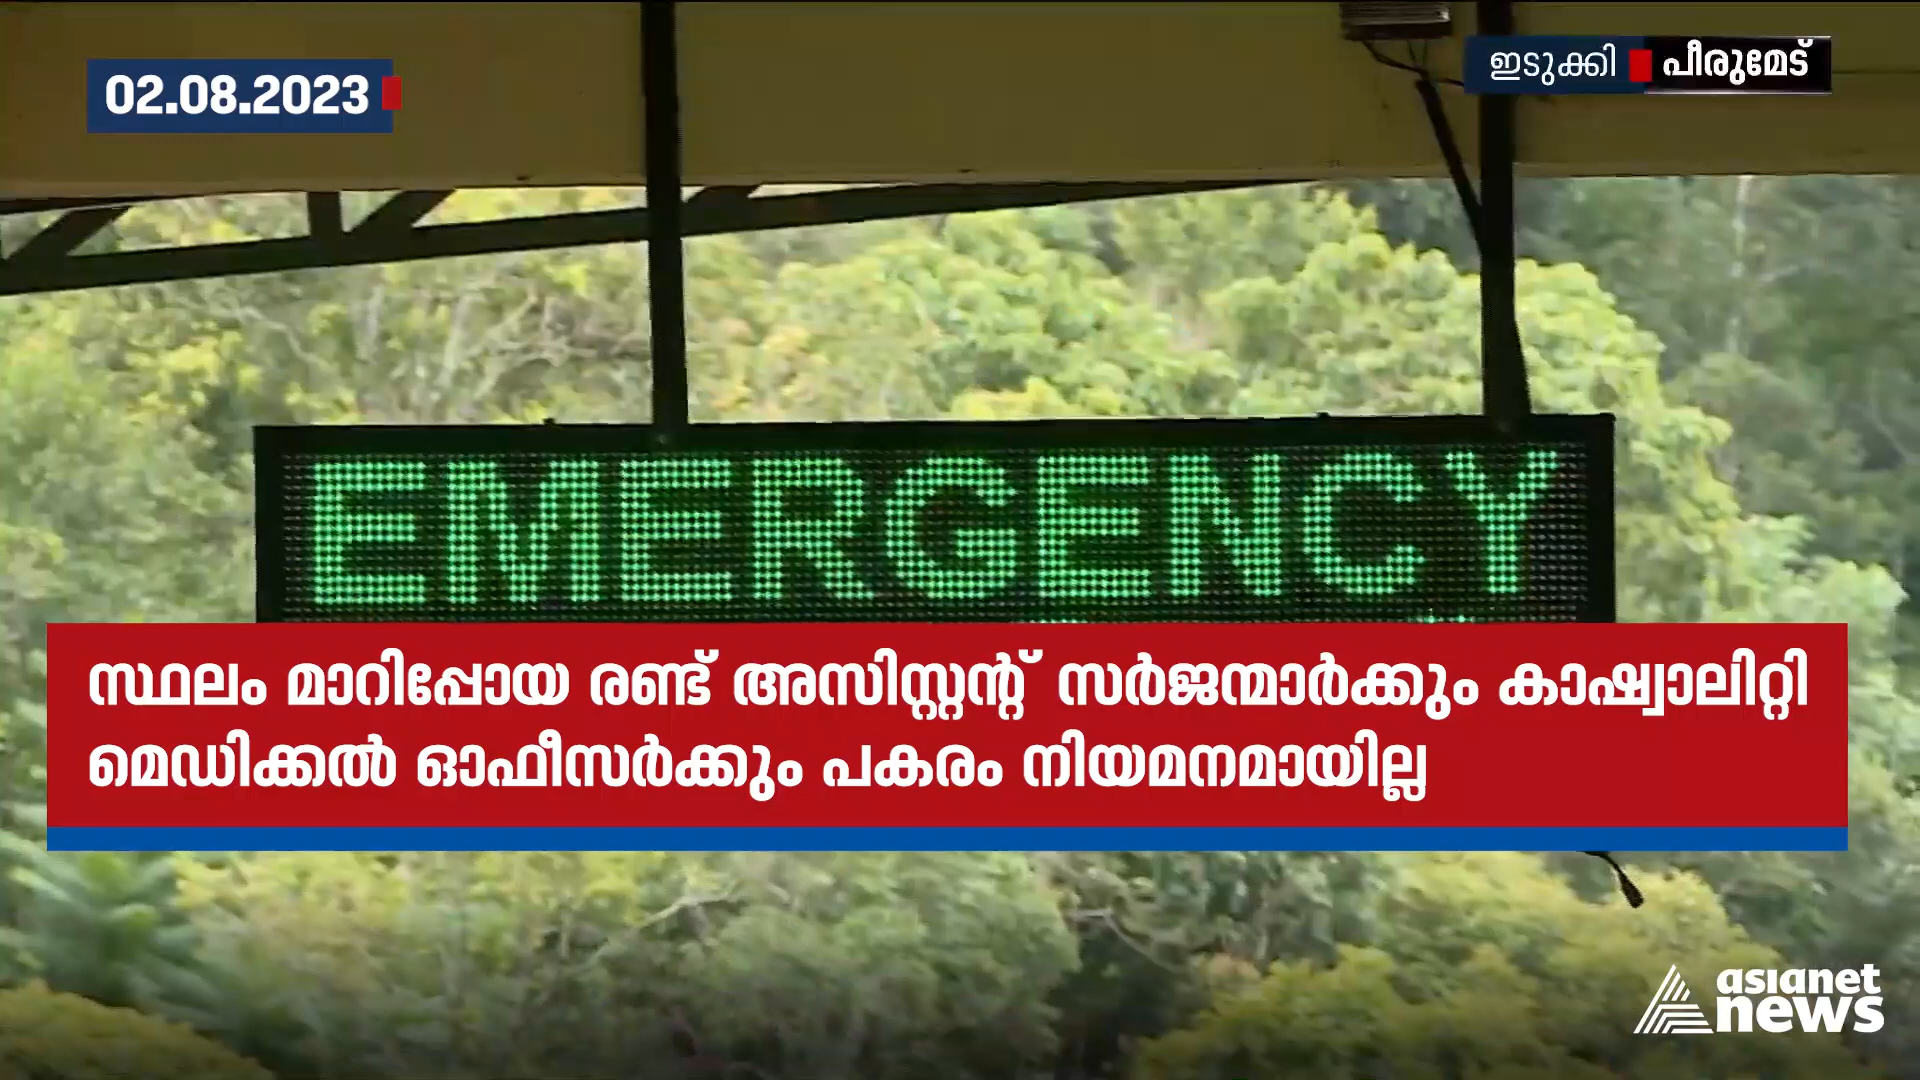 02.08.2023
ഇടുക്കി പീരുമേട്
EMERGENCY
സ്ഥലം മാറിപ്പോയ രണ്ട് അസിസ്റ്റന്റ് സർജന്മാർക്കും കാഷ്വാലിറ്റി
മെഡിക്കൽ ഓഫീസർക്കും പകരം നിയമനമായില്ല
asianet
news